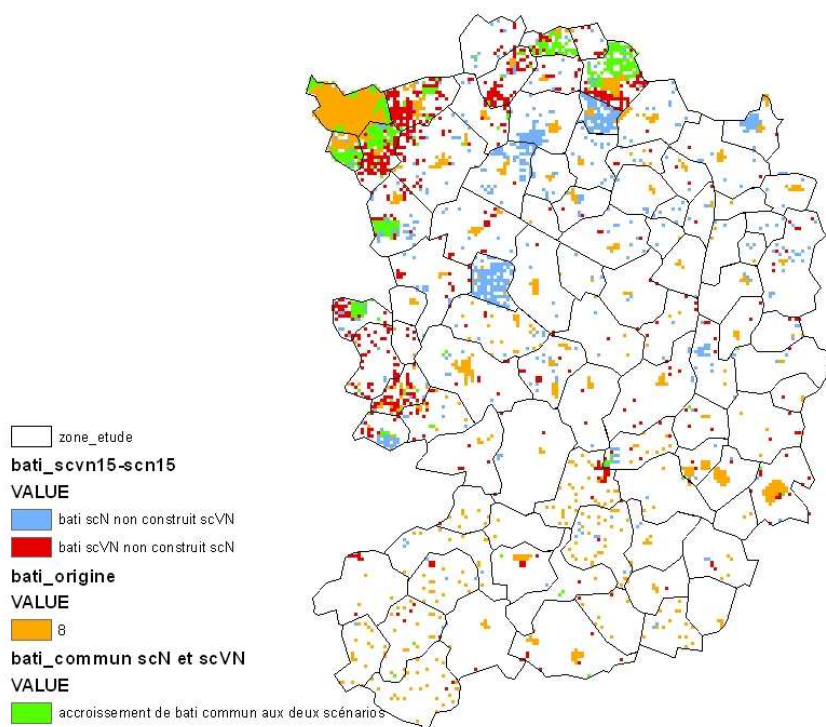 zone_etude
bati_scvn15-scn15
VALUE
bati scN non construit scVN
bati scVN non construit scN
bati_origine
VALUE
8
bati_commun scN et scVN
VALUE
accroissement de bati commun aux deux scénarios